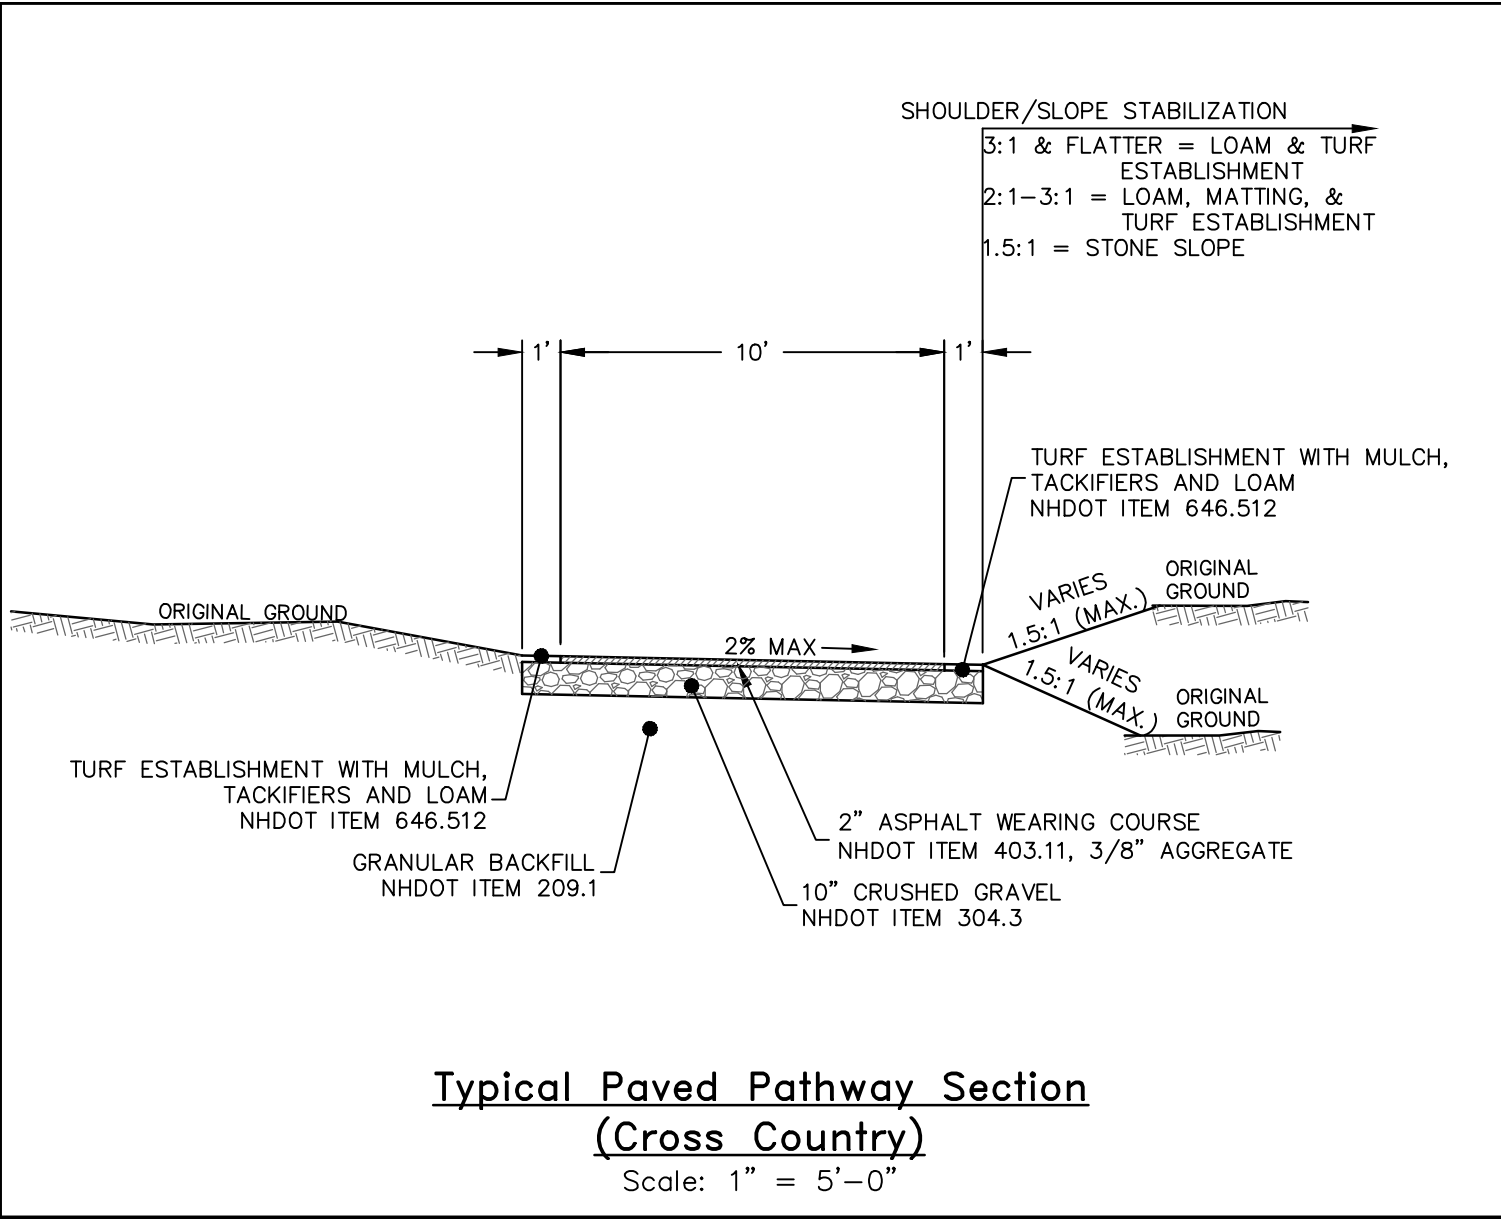 SHOULDER/SLOPE STABILIZATION
3:1 & FLATTER = LOAM & TURF
ESTABLISHMENT
2:1-3:1 = LOAM, MATTING, &
TURF ESTABLISHMENT
1.5:1 = STONE SLOPE
1' 10' 1'
TURF ESTABLISHMENT WITH MULCH,
TACKIFIERS AND LOAM
NHDOT ITEM 646.512
ORIGINAL GROUND
2% MAX
VARIES
1.5:1 (MAX.)
ORIGINAL
GROUND
VARIES
1.5:1 (MAX.)
ORIGINAL
GROUND
TURF ESTABLISHMENT WITH MULCH,
TACKIFIERS AND LOAM
NHDOT ITEM 646.512
GRANULAR BACKFILL
NHDOT ITEM 209.1
2" ASPHALT WEARING COURSE
NHDOT ITEM 403.11, 3/8" AGGREGATE
10" CRUSHED GRAVEL
NHDOT ITEM 304.3
Typical Paved Pathway Section
(Cross Country)
Scale: 1" = 5'-0"